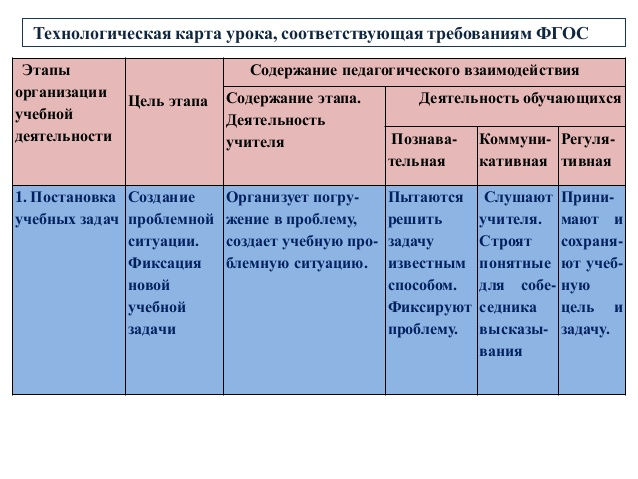 Технологическая карта урока, соответствующая требованиям ФГОС
Этапы
организации
учебной
деятельности
Цель этапа
Содержание педагогического взаимодействия
Содержание этапа.
Деятельность
учителя
Деятельность обучающихся
Познава-
тельная
Коммуни-
кативная
Регуля-
тивная
1. Постановка
учебных задач
Создание
проблемной
ситуации.
Фиксация
новой
учебной
задачи
Организует погру-
жение в проблему,
создает учебную про-
блемную ситуацию.
Пытаются
решить
задачу
известным
способом.
Фиксируют
проблему.
Слушают
учителя.
Строят
понятные
для собе-
седника
высказы-
вания
Прини-
мают и
сохраня-
ют учеб-
ную
цель и
задачу.